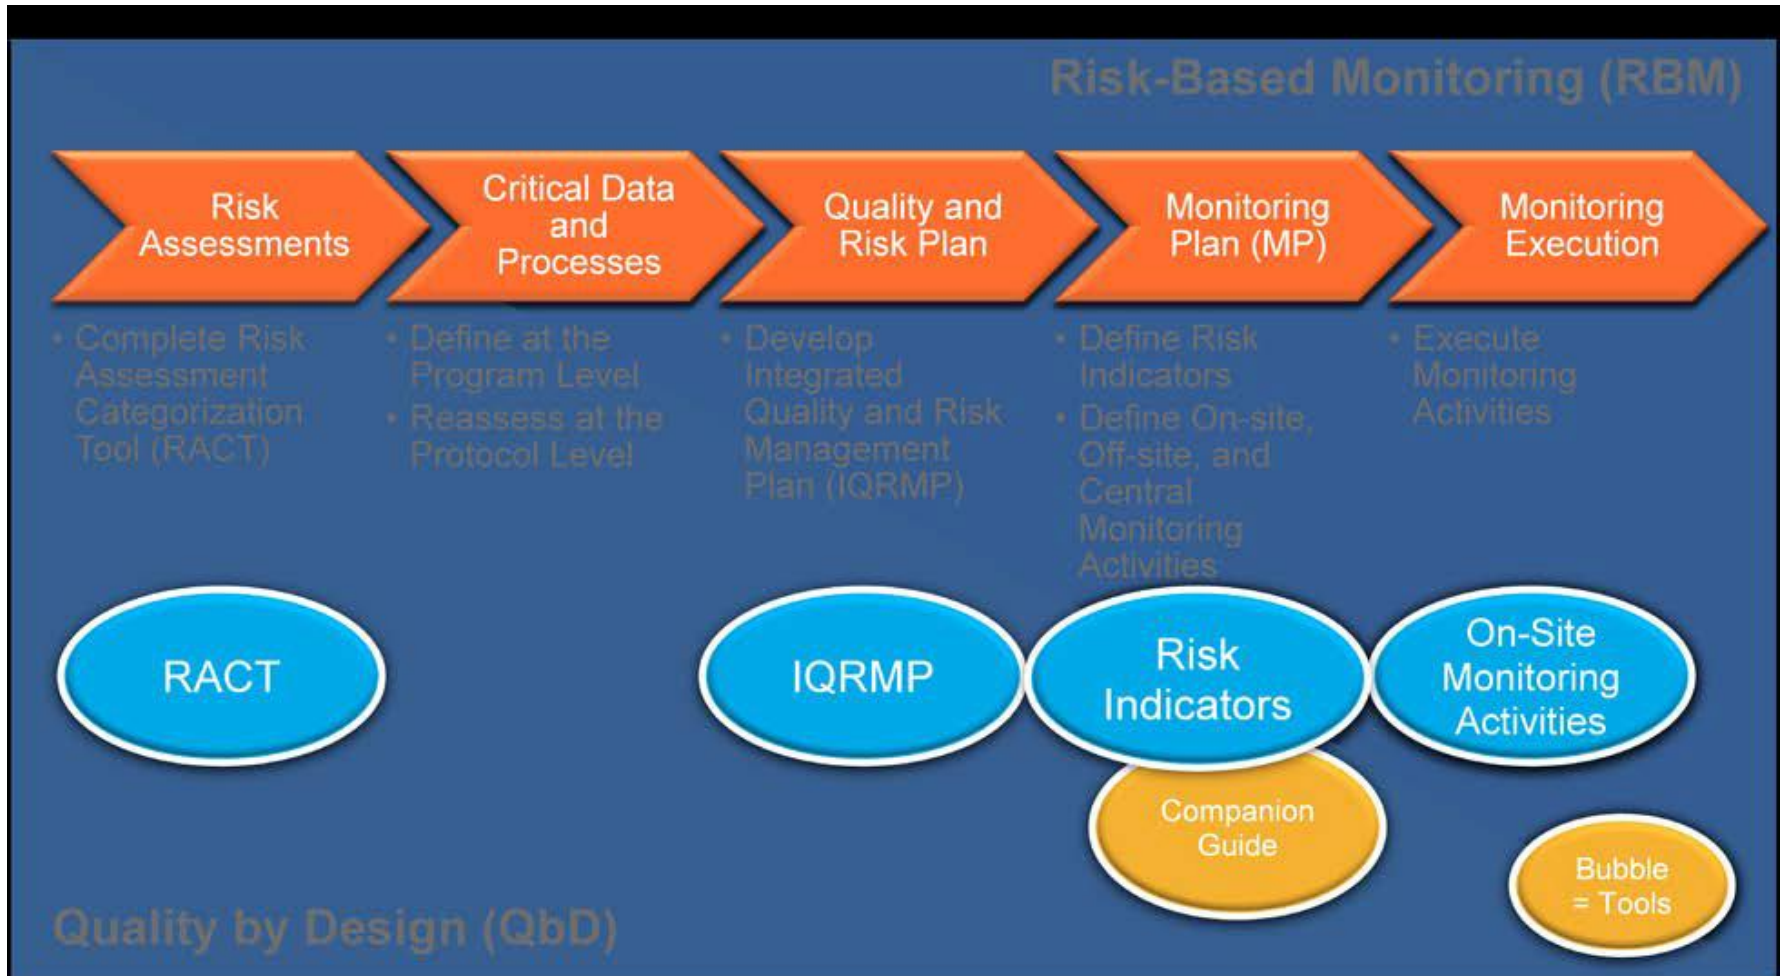 Risk-Based Monitoring (RBM)
Risk
Assessments
Critical Data
and
Processes
Quality and
Risk Plan
Monitoring
Plan (MP)
Monitoring
Execution
• Complete Risk
Assessment
Categorization
Tool (RACT)
• Define at the
Program Level
• Reassess at the
Protocol Level
• Develop
Integrated
Quality and Risk
Management
Plan (IQRMP)
• Define Risk
Indicators
• Define On-site,
Off-site, and
Central
Monitoring
Activities
• Execute
Monitoring
Activities
RACT
IQRMP
Risk
Indicators
On-Site
Monitoring
Activities
Companion
Guide
Bubble
= Tools
Quality by Design (QbD)